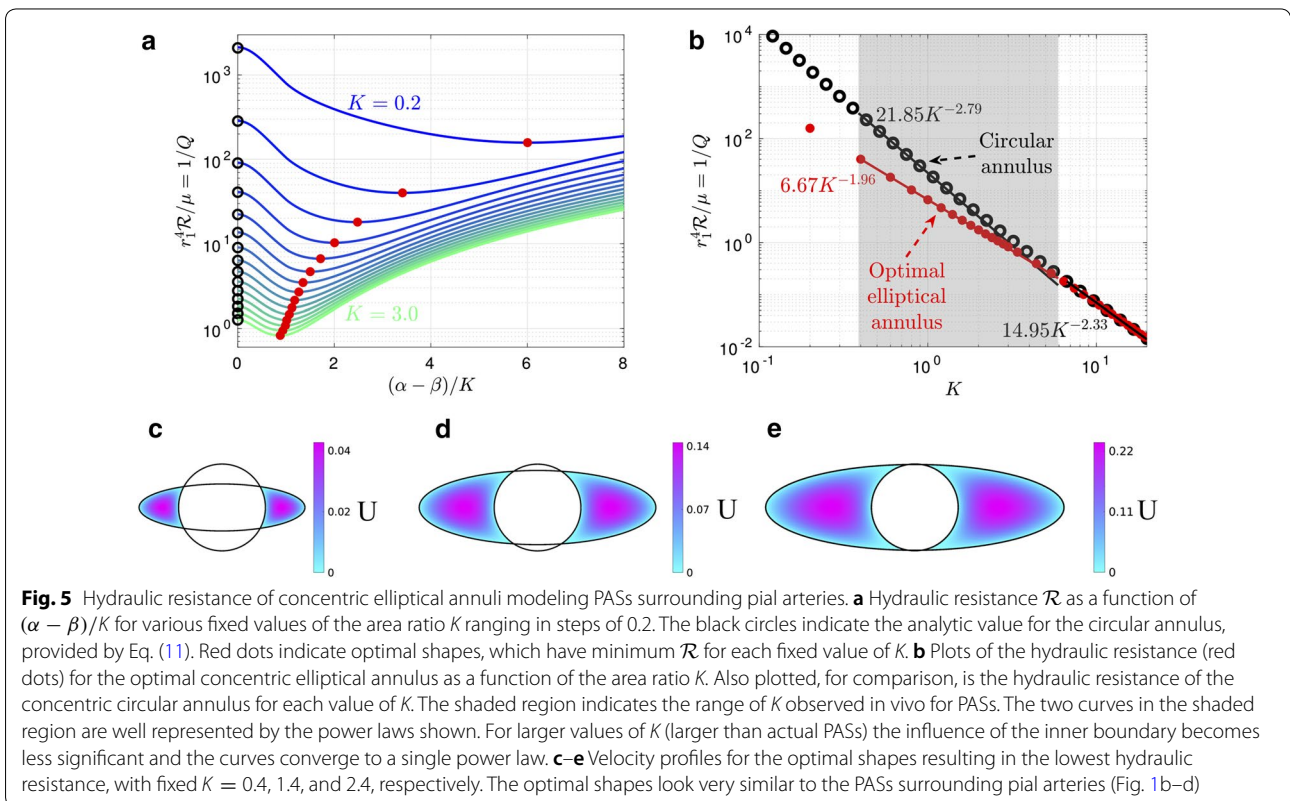 a
10^3
10^2
10^1
10^0
r_1^4 R/μ = 1/Q
K = 0.2
K = 3.0
0 2 4 6 8
(α − β)/K
b
10^4
10^2
10^0
10^-2
r_1^4 R/μ = 1/Q
21.85K^-2.79
Circular
annulus
6.67K^-1.96
Optimal
elliptical
annulus
14.95K^-2.33
10^-1 10^0 10^1
K
c
0.04
0.02
0
U
d
0.14
0.07
0
U
e
0.22
0.11
0
U
Fig. 5 Hydraulic resistance of concentric elliptical annuli modeling PASs surrounding pial arteries. a Hydraulic resistance R as a function of
(α − β)/K for various fixed values of the area ratio K ranging in steps of 0.2. The black circles indicate the analytic value for the circular annulus,
provided by Eq. (11). Red dots indicate optimal shapes, which have minimum R for each fixed value of K. b Plots of the hydraulic resistance (red
dots) for the optimal concentric elliptical annulus as a function of the area ratio K. Also plotted, for comparison, is the hydraulic resistance of the
concentric circular annulus for each value of K. The shaded region indicates the range of K observed in vivo for PASs. The two curves in the shaded
region are well represented by the power laws shown. For larger values of K (larger than actual PASs) the influence of the inner boundary becomes
less significant and the curves converge to a single power law. c–e Velocity profiles for the optimal shapes resulting in the lowest hydraulic
resistance, with fixed K = 0.4, 1.4, and 2.4, respectively. The optimal shapes look very similar to the PASs surrounding pial arteries (Fig. 1b–d)